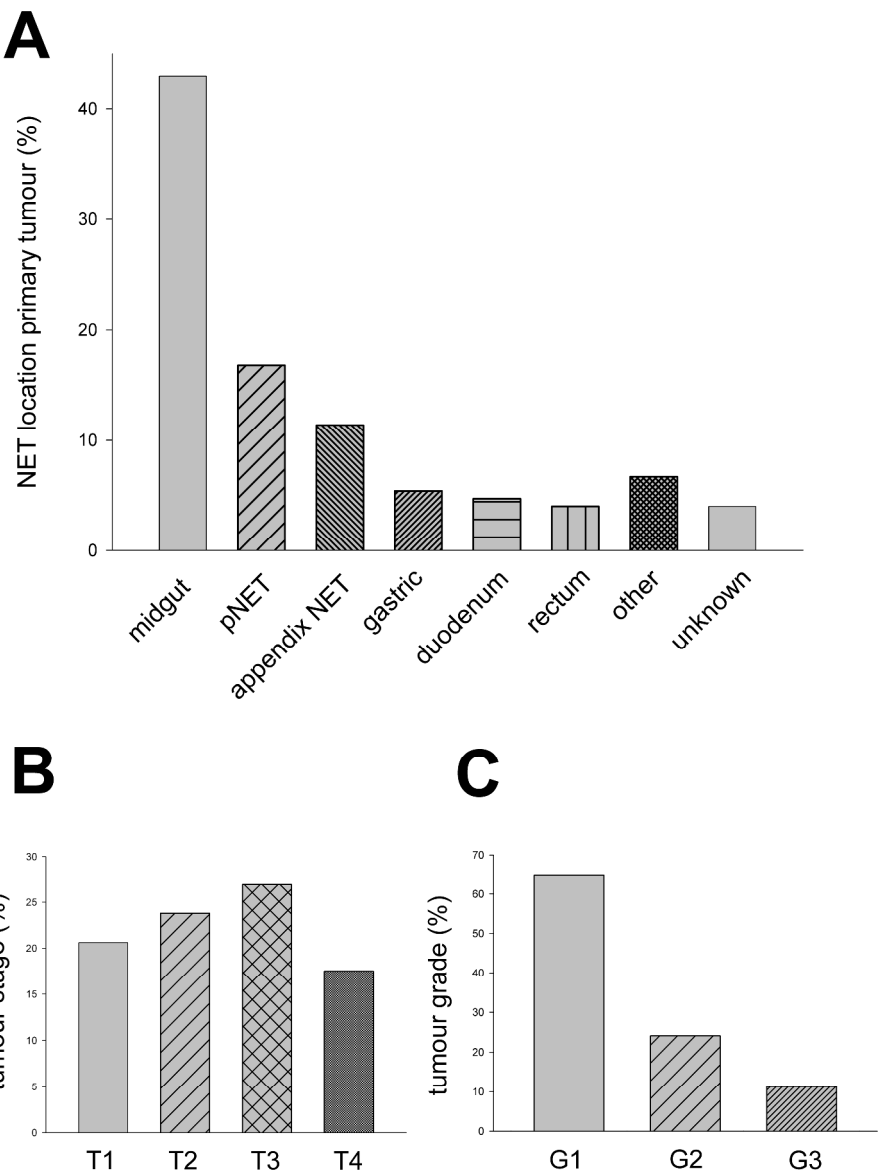 A
NET location primary tumour (%)
40
30
20
10
0
midgut
pNET
appendix NET
gastric
duodenum
rectum
other
unknown
B
tumour stage (%)
30
25
20
15
10
5
0
T1 T2 T3 T4
C
tumour grade (%)
70
60
50
40
30
20
10
0
G1 G2 G3